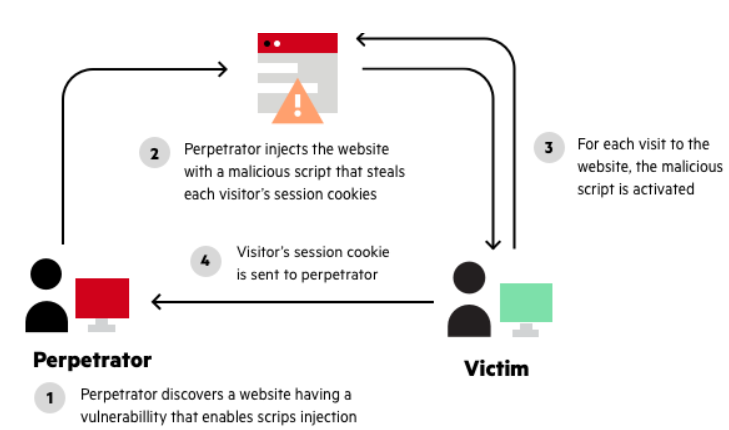 2
Perpetrator injects the website
with a malicious script that steals
each visitor's session cookies
3
For each visit to the
website, the malicious
script is activated
4
Visitor's session cookie
is sent to perpetrator
Perpetrator
Victim
1
Perpetrator discovers a website having a
vulnerabillity that enables scrips injection